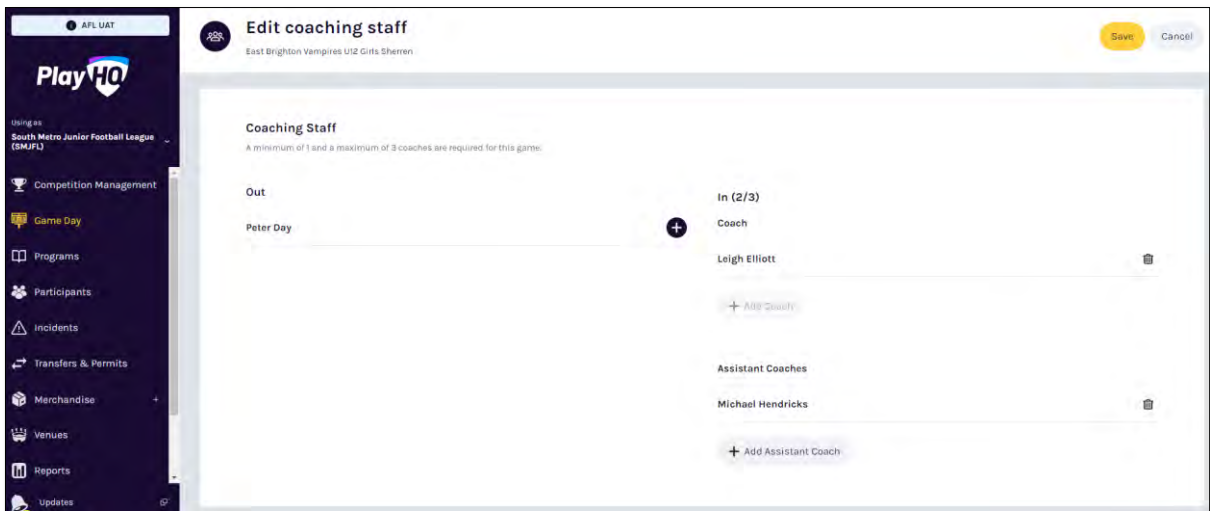 AFL UAT
PlayHQ
Using as
South Metro Junior Football League
(SMJFL)
Competition Management
Game Day
Programs
Participants
Incidents
Transfers & Permits
Merchandise +
Venues
Reports
Updates
Edit coaching staff
East Brighton Vampires U12 Girls Sherren
Save Cancel
Coaching Staff
A minimum of 1 and a maximum of 3 coaches are required for this game.
Out
Peter Day
In (2/3)
Coach
Leigh Elliott
+ Add Coach
Assistant Coaches
Michael Hendricks
+ Add Assistant Coach